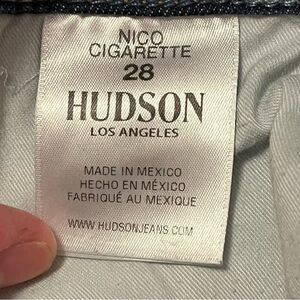 NICO
CIGARETTE
28
HUDSON
LOS ANGELES
MADE IN MEXICO
HECHO EN MÉXICO
FABRIQUÉ AU MEXIQUE
WWW.HUDSONJEANS.COM